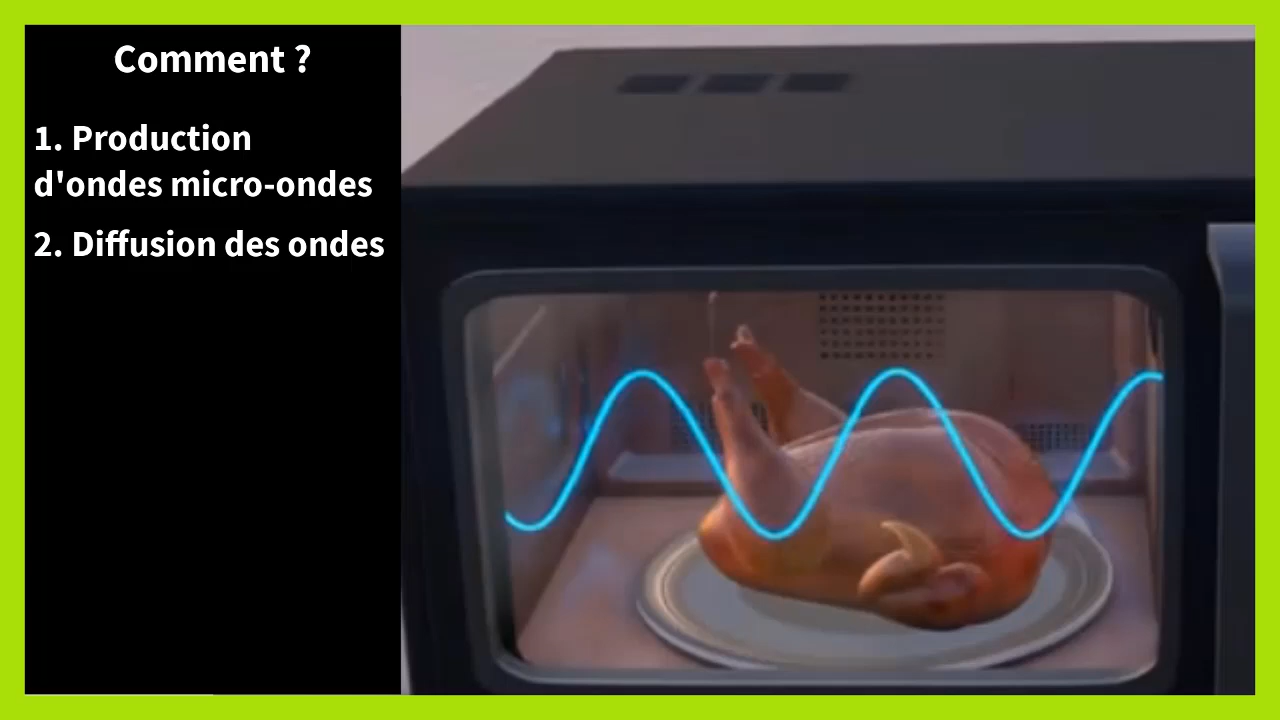 Comment ?
1. Production
d'ondes micro-ondes
2. Diffusion des ondes